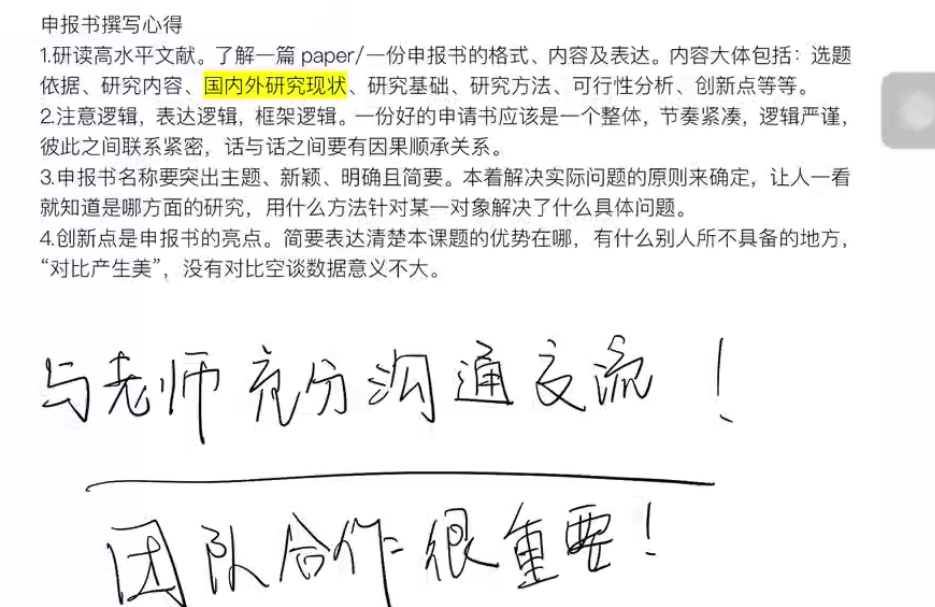 申报书撰写心得
1.研读高水平文献。了解一篇 paper/一份申报书的格式、内容及表达。内容大体包括：选题
依据、研究内容、国内外研究现状、研究基础、研究方法、可行性分析、创新点等等。
2.注意逻辑，表达逻辑，框架逻辑。一份好的申请书应该是一个整体，节奏紧凑，逻辑严谨，
彼此之间联系紧密，话与话之间要有因果顺承关系。
3.申报书名称要突出主题、新颖、明确且简要。本着解决实际问题的原则来确定，让人一看
就知道是哪方面的研究，用什么方法针对某一对象解决了什么具体问题。
4.创新点是申报书的亮点。简要表达清楚本课题的优势在哪，有什么别人所不具备的地方，
“对比产生美”，没有对比空谈数据意义不大。
与老师充分沟通交流！
团队合作很重要！